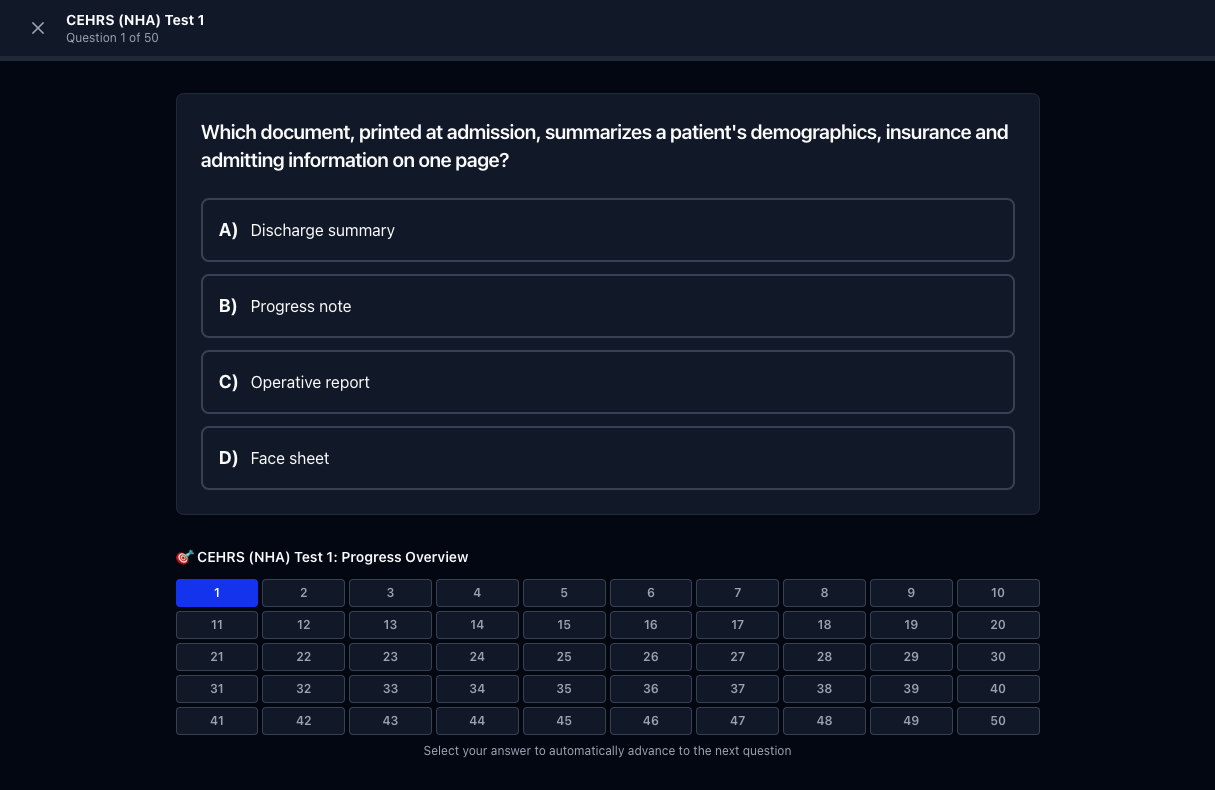 CEHRS (NHA) Test 1
Question 1 of 50
Which document, printed at admission, summarizes a patient's demographics, insurance and
admitting information on one page?
A) Discharge summary
B) Progress note
C) Operative report
D) Face sheet
CEHRS (NHA) Test 1: Progress Overview
1 2 3 4 5 6 7 8 9 10
11 12 13 14 15 16 17 18 19 20
21 22 23 24 25 26 27 28 29 30
31 32 33 34 35 36 37 38 39 40
41 42 43 44 45 46 47 48 49 50
Select your answer to automatically advance to the next question